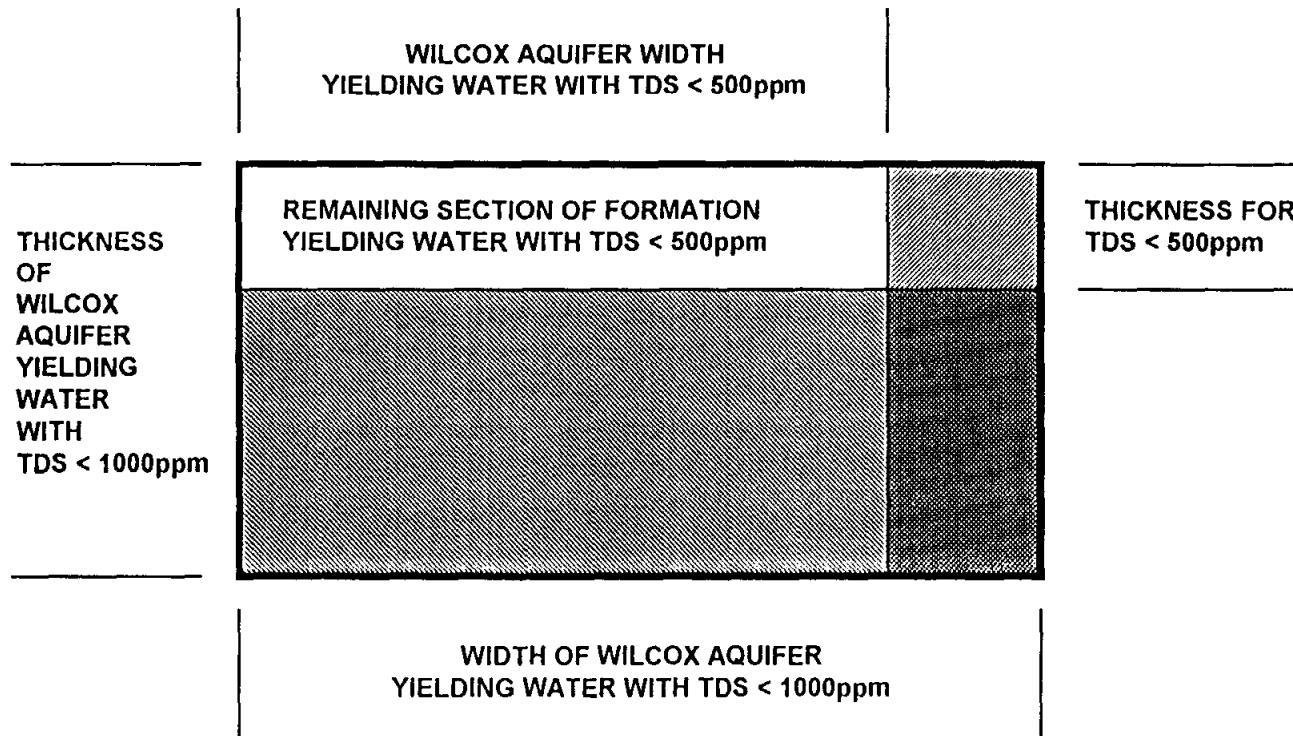 WILCOX AQUIFER WIDTH
YIELDING WATER WITH TDS < 500ppm
REMAINING SECTION OF FORMATION
YIELDING WATER WITH TDS < 500ppm
THICKNESS FOR
TDS < 500ppm
THICKNESS
OF
WILCOX
AQUIFER
YIELDING
WATER
WITH
TDS < 1000ppm
WIDTH OF WILCOX AQUIFER
YIELDING WATER WITH TDS < 1000ppm